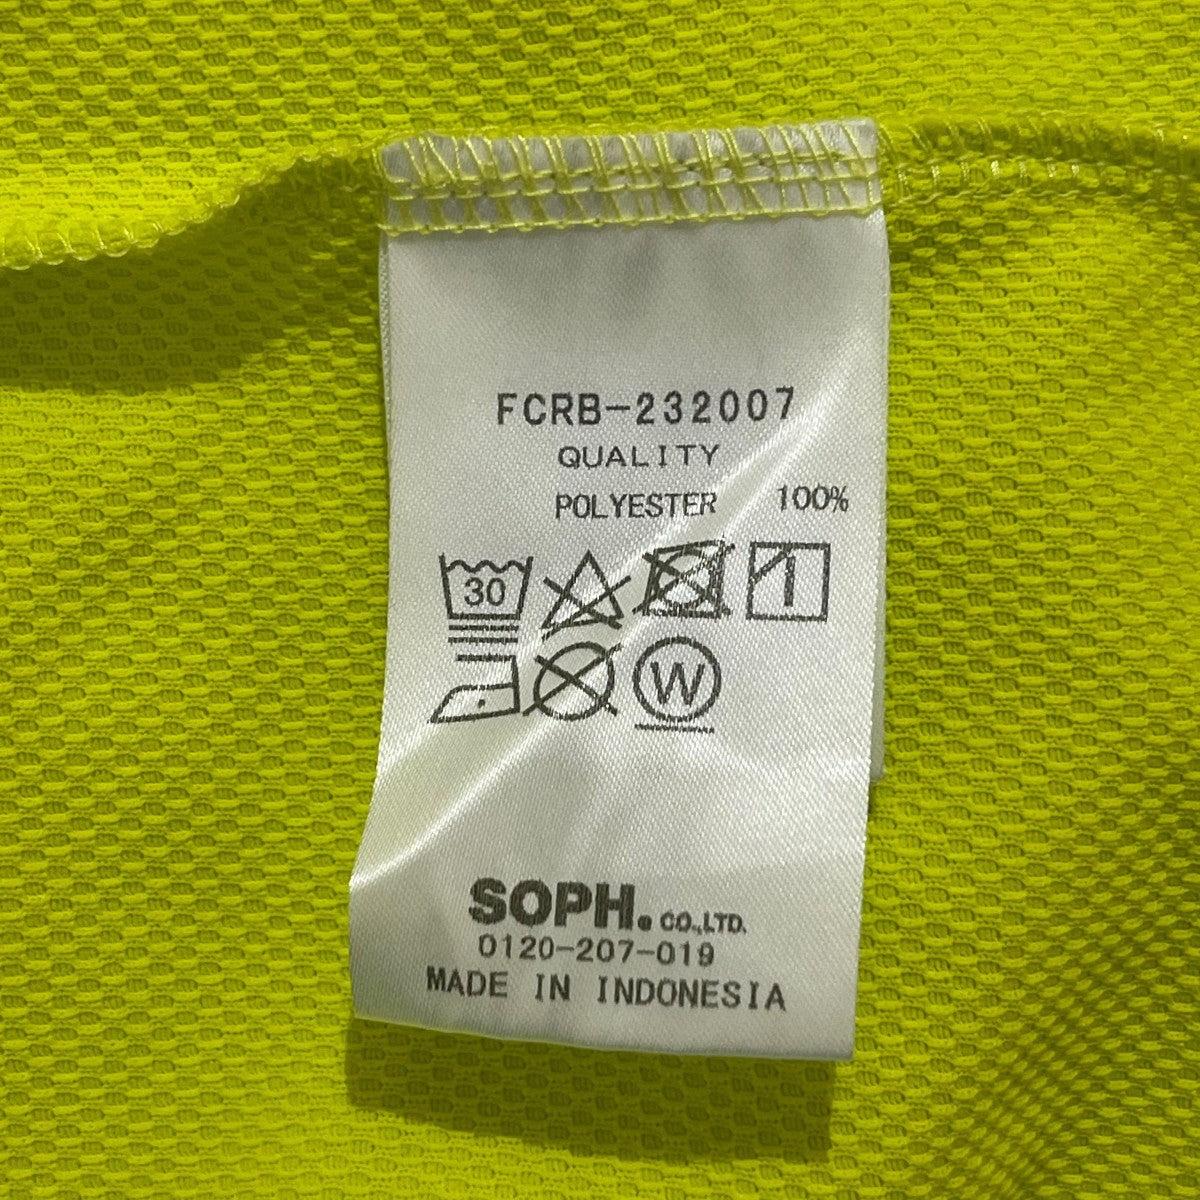 FCRB-232007
QUALITY
POLYESTER 100%
30
W
SOPH. CO.,LTD.
0120-207-019
MADE IN INDONESIA